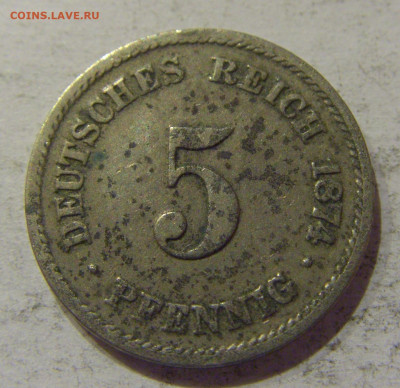 COINS.LAVE.RU
DEUTSCHES REICH 1874
5
PFENNIG